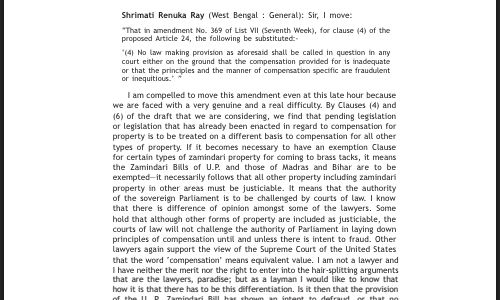 Shrimati Renuka Ray (West Bengal : General): Sir, I move:
"That in amendment No. 369 of List VII (Seventh Week), for clause (4) of the
proposed Article 24, the following be substituted:-
'(4) No law making provision as aforesaid shall be called in question in any
court either on the ground that the compensation provided for is inadequate
or that the principles and the manner of compensation specific are fraudulent
or inequitious.' "
I am compelled to move this amendment even at this late hour because
we are faced with a very genuine and a real difficulty. By Clauses (4) and
(6) of the draft that we are considering, we find that pending legislation
or legislation that has already been enacted in regard to compensation for
property is to be treated on a different basis to compensation for all other
types of property. If it becomes necessary to have an exemption Clause
for certain types of zamindari property for coming to brass tacks, it means
the Zamindari Bills of U.P. and those of Madras and Bihar are to be
exempted—it necessarily follows that all other property including zamindari
property in other areas must be justiciable. It means that the authority
of the sovereign Parliament is to be challenged by courts of law. I know
that there is difference of opinion amongst some of the lawyers. Some
hold that although other forms of property are included as justiciable, the
courts of law will not challenge the authority of Parliament in laying down
principles of compensation until and unless there is intent to fraud. Other
lawyers again support the view of the Supreme Court of the United States
that the word 'compensation' means equivalent value. I am not a lawyer and
I have neither the merit nor the right to enter into the hair-splitting arguments
that are the lawyers, paradise; but as a layman I would like to know that
how it is that there has to be this differentiation. Is it then that the provision
of the U. P. Zamindari Bill has shown an intent to defraud, or that no